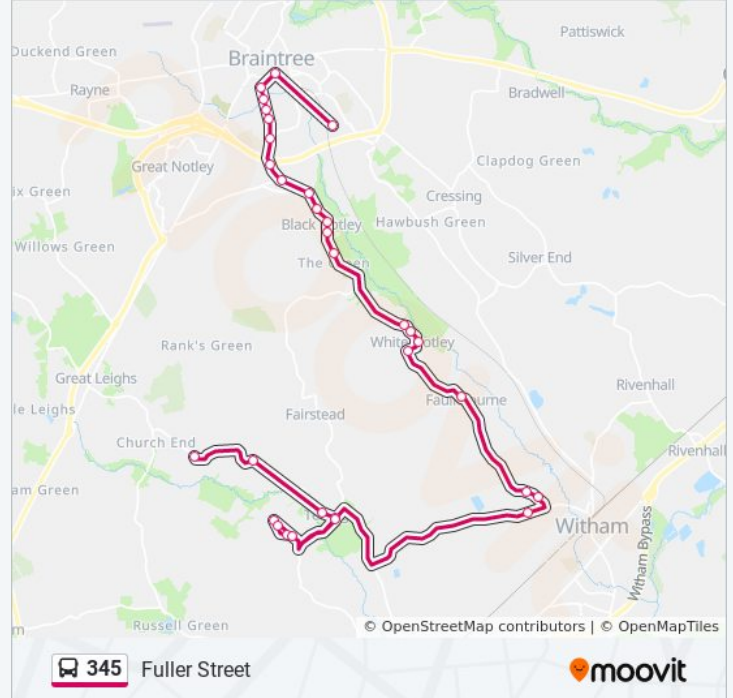 Duckend Green
Pattiswick
Braintree
Rayne
Bradwell
Great Notley
Clapdog Green
ix Green
Cressing
Black Notley
Hawbush Green
Willows Green
The Green
Silver End
Rank's Green
White Notley
Great Leighs
Rivenhall
le Leighs
Faulkbourne
Fairstead
Church End
Rivenhall
am Green
Witham
Witham Bypass
Russell Green
m
© OpenStreetMap contributors | © OpenMapTiles
345 Fuller Street
moovit